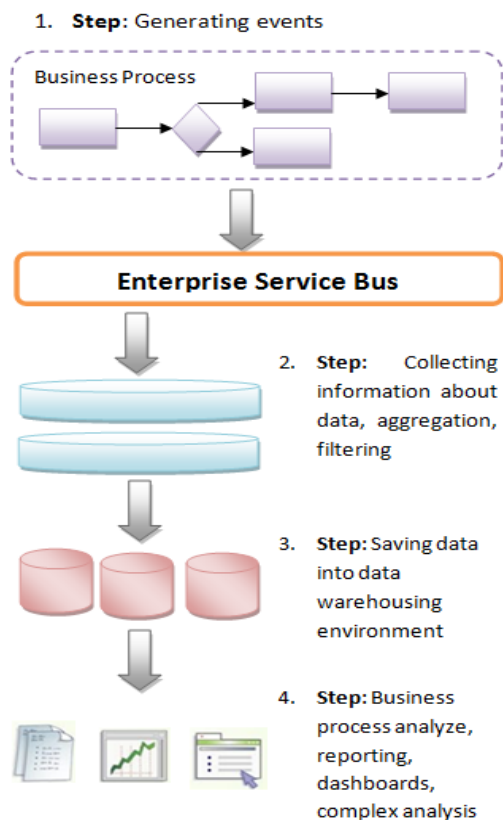 1. Step: Generating events
Business Process
Enterprise Service Bus
2. Step: Collecting
information about
data, aggregation,
filtering
3. Step: Saving data
into data
warehousing
environment
4. Step: Business
process analyze,
reporting,
dashboards,
complex analysis